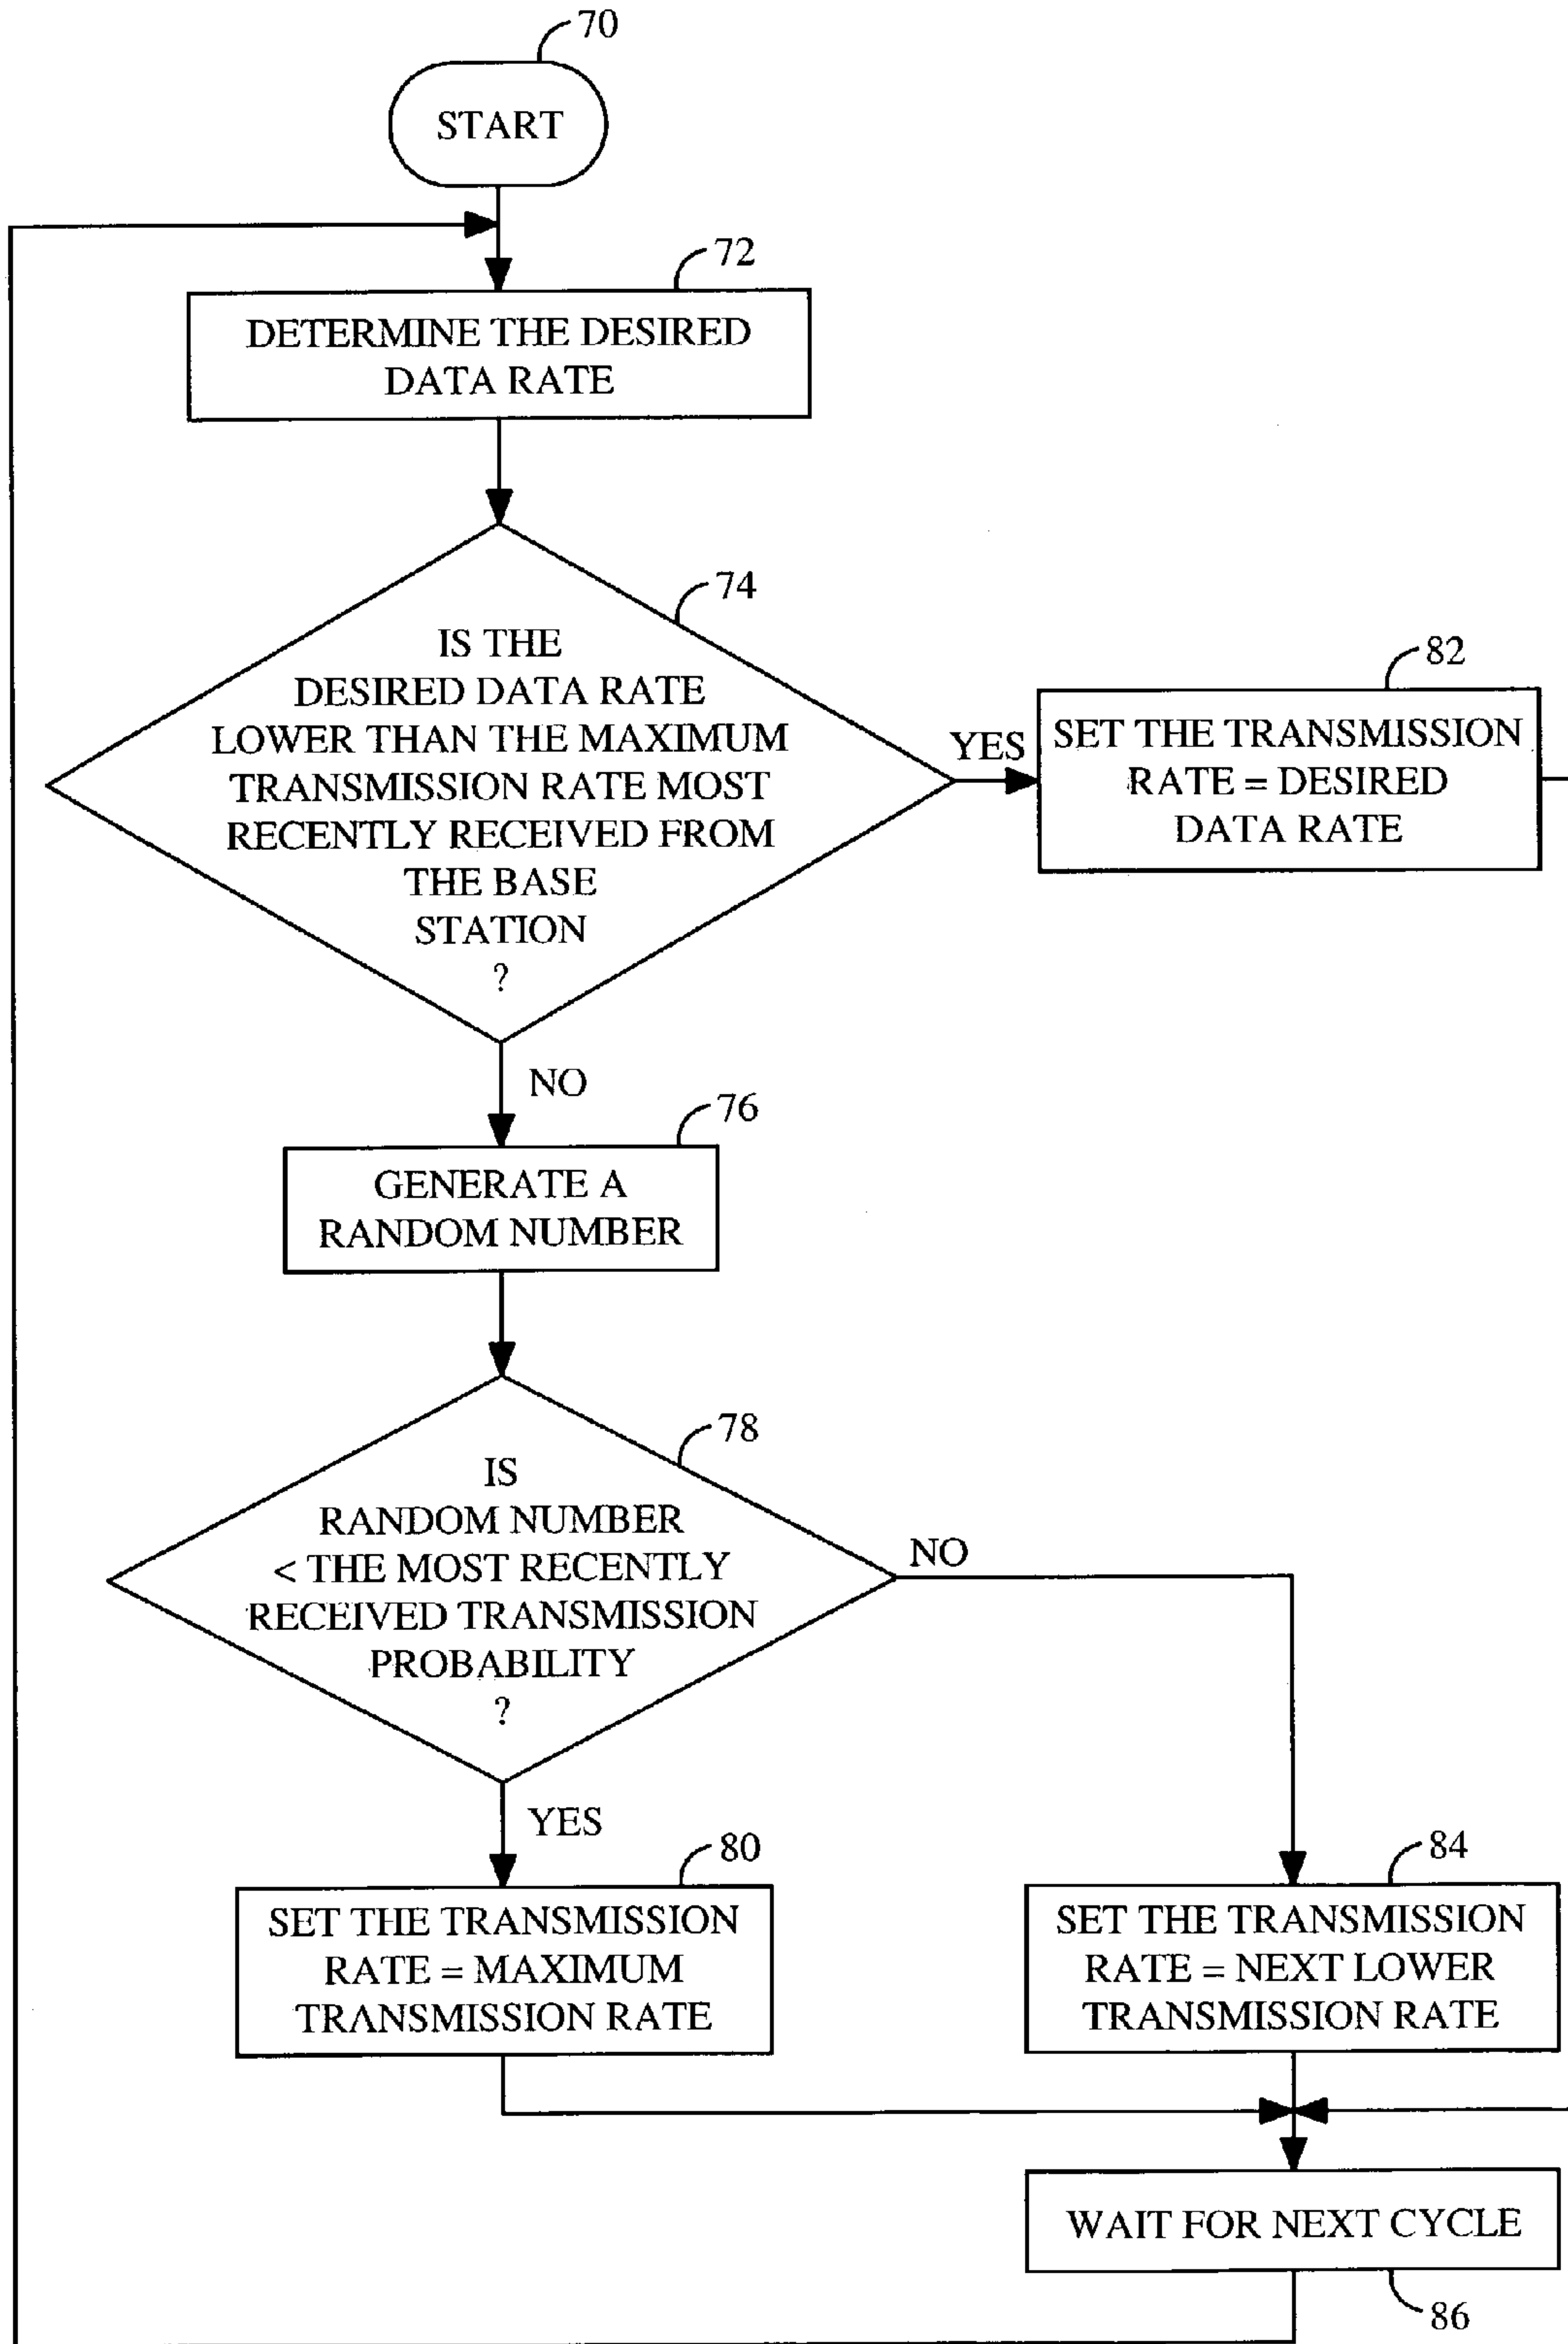 70
START
72
DETERMINE THE DESIRED
DATA RATE
74
IS THE
DESIRED DATA RATE
LOWER THAN THE MAXIMUM
TRANSMISSION RATE MOST
RECENTLY RECEIVED FROM
THE BASE
STATION
?
YES
82
SET THE TRANSMISSION
RATE = DESIRED
DATA RATE
NO
76
GENERATE A
RANDOM NUMBER
78
IS
RANDOM NUMBER
< THE MOST RECENTLY
RECEIVED TRANSMISSION
PROBABILITY
?
NO
YES
80
SET THE TRANSMISSION
RATE = MAXIMUM
TRANSMISSION RATE
84
SET THE TRANSMISSION
RATE = NEXT LOWER
TRANSMISSION RATE
WAIT FOR NEXT CYCLE
86